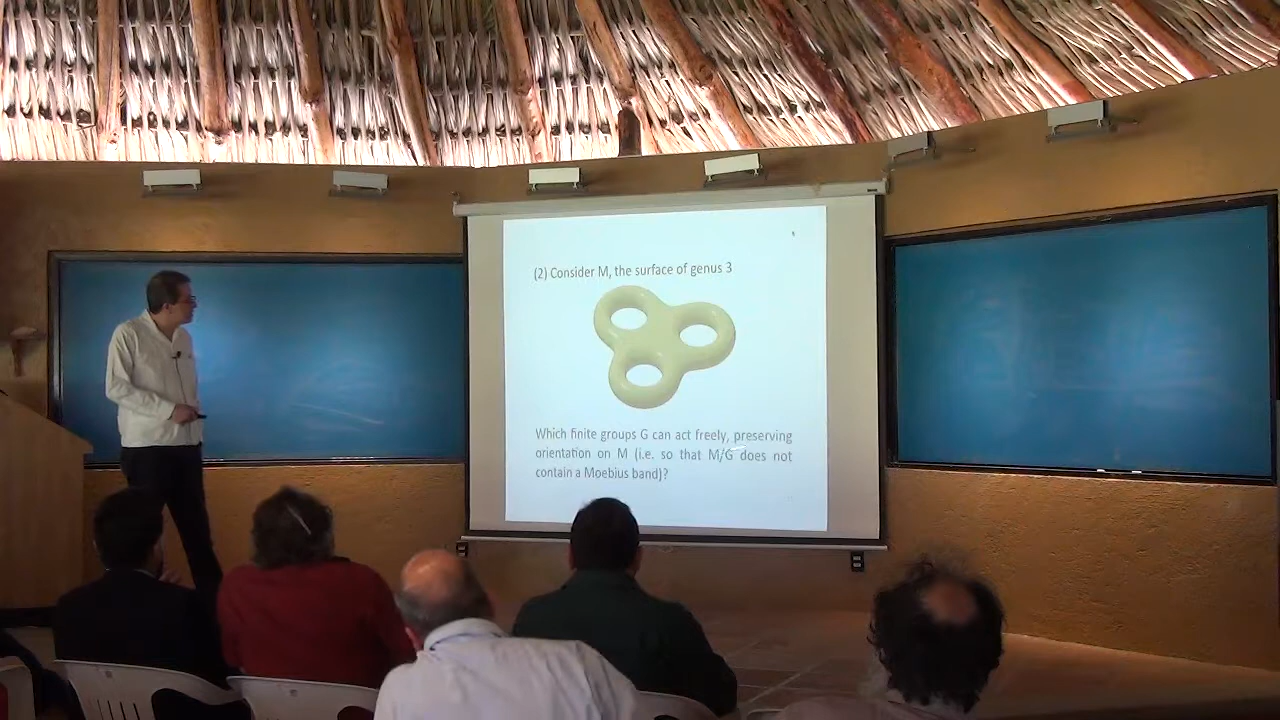 (2) Consider M, the surface of genus 3
Which finite groups G can act freely, preserving
orientation on M (i.e. so that M/G does not
contain a Moebius band)?